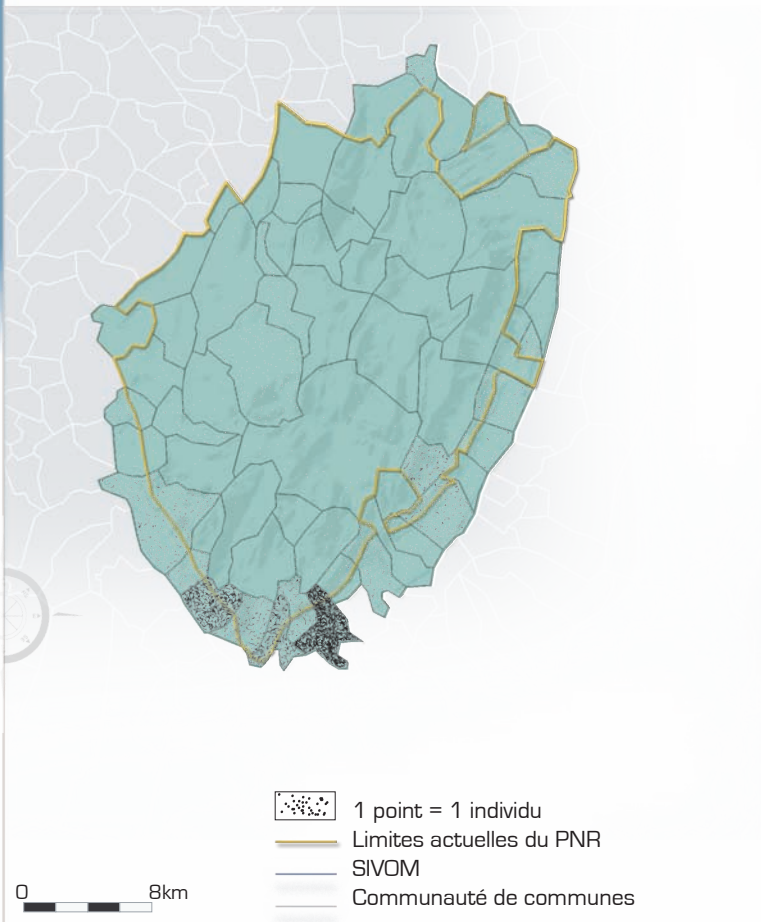 1 point = 1 individu
Limites actuelles du PNR
SIVOM
Communauté de communes
0 8km